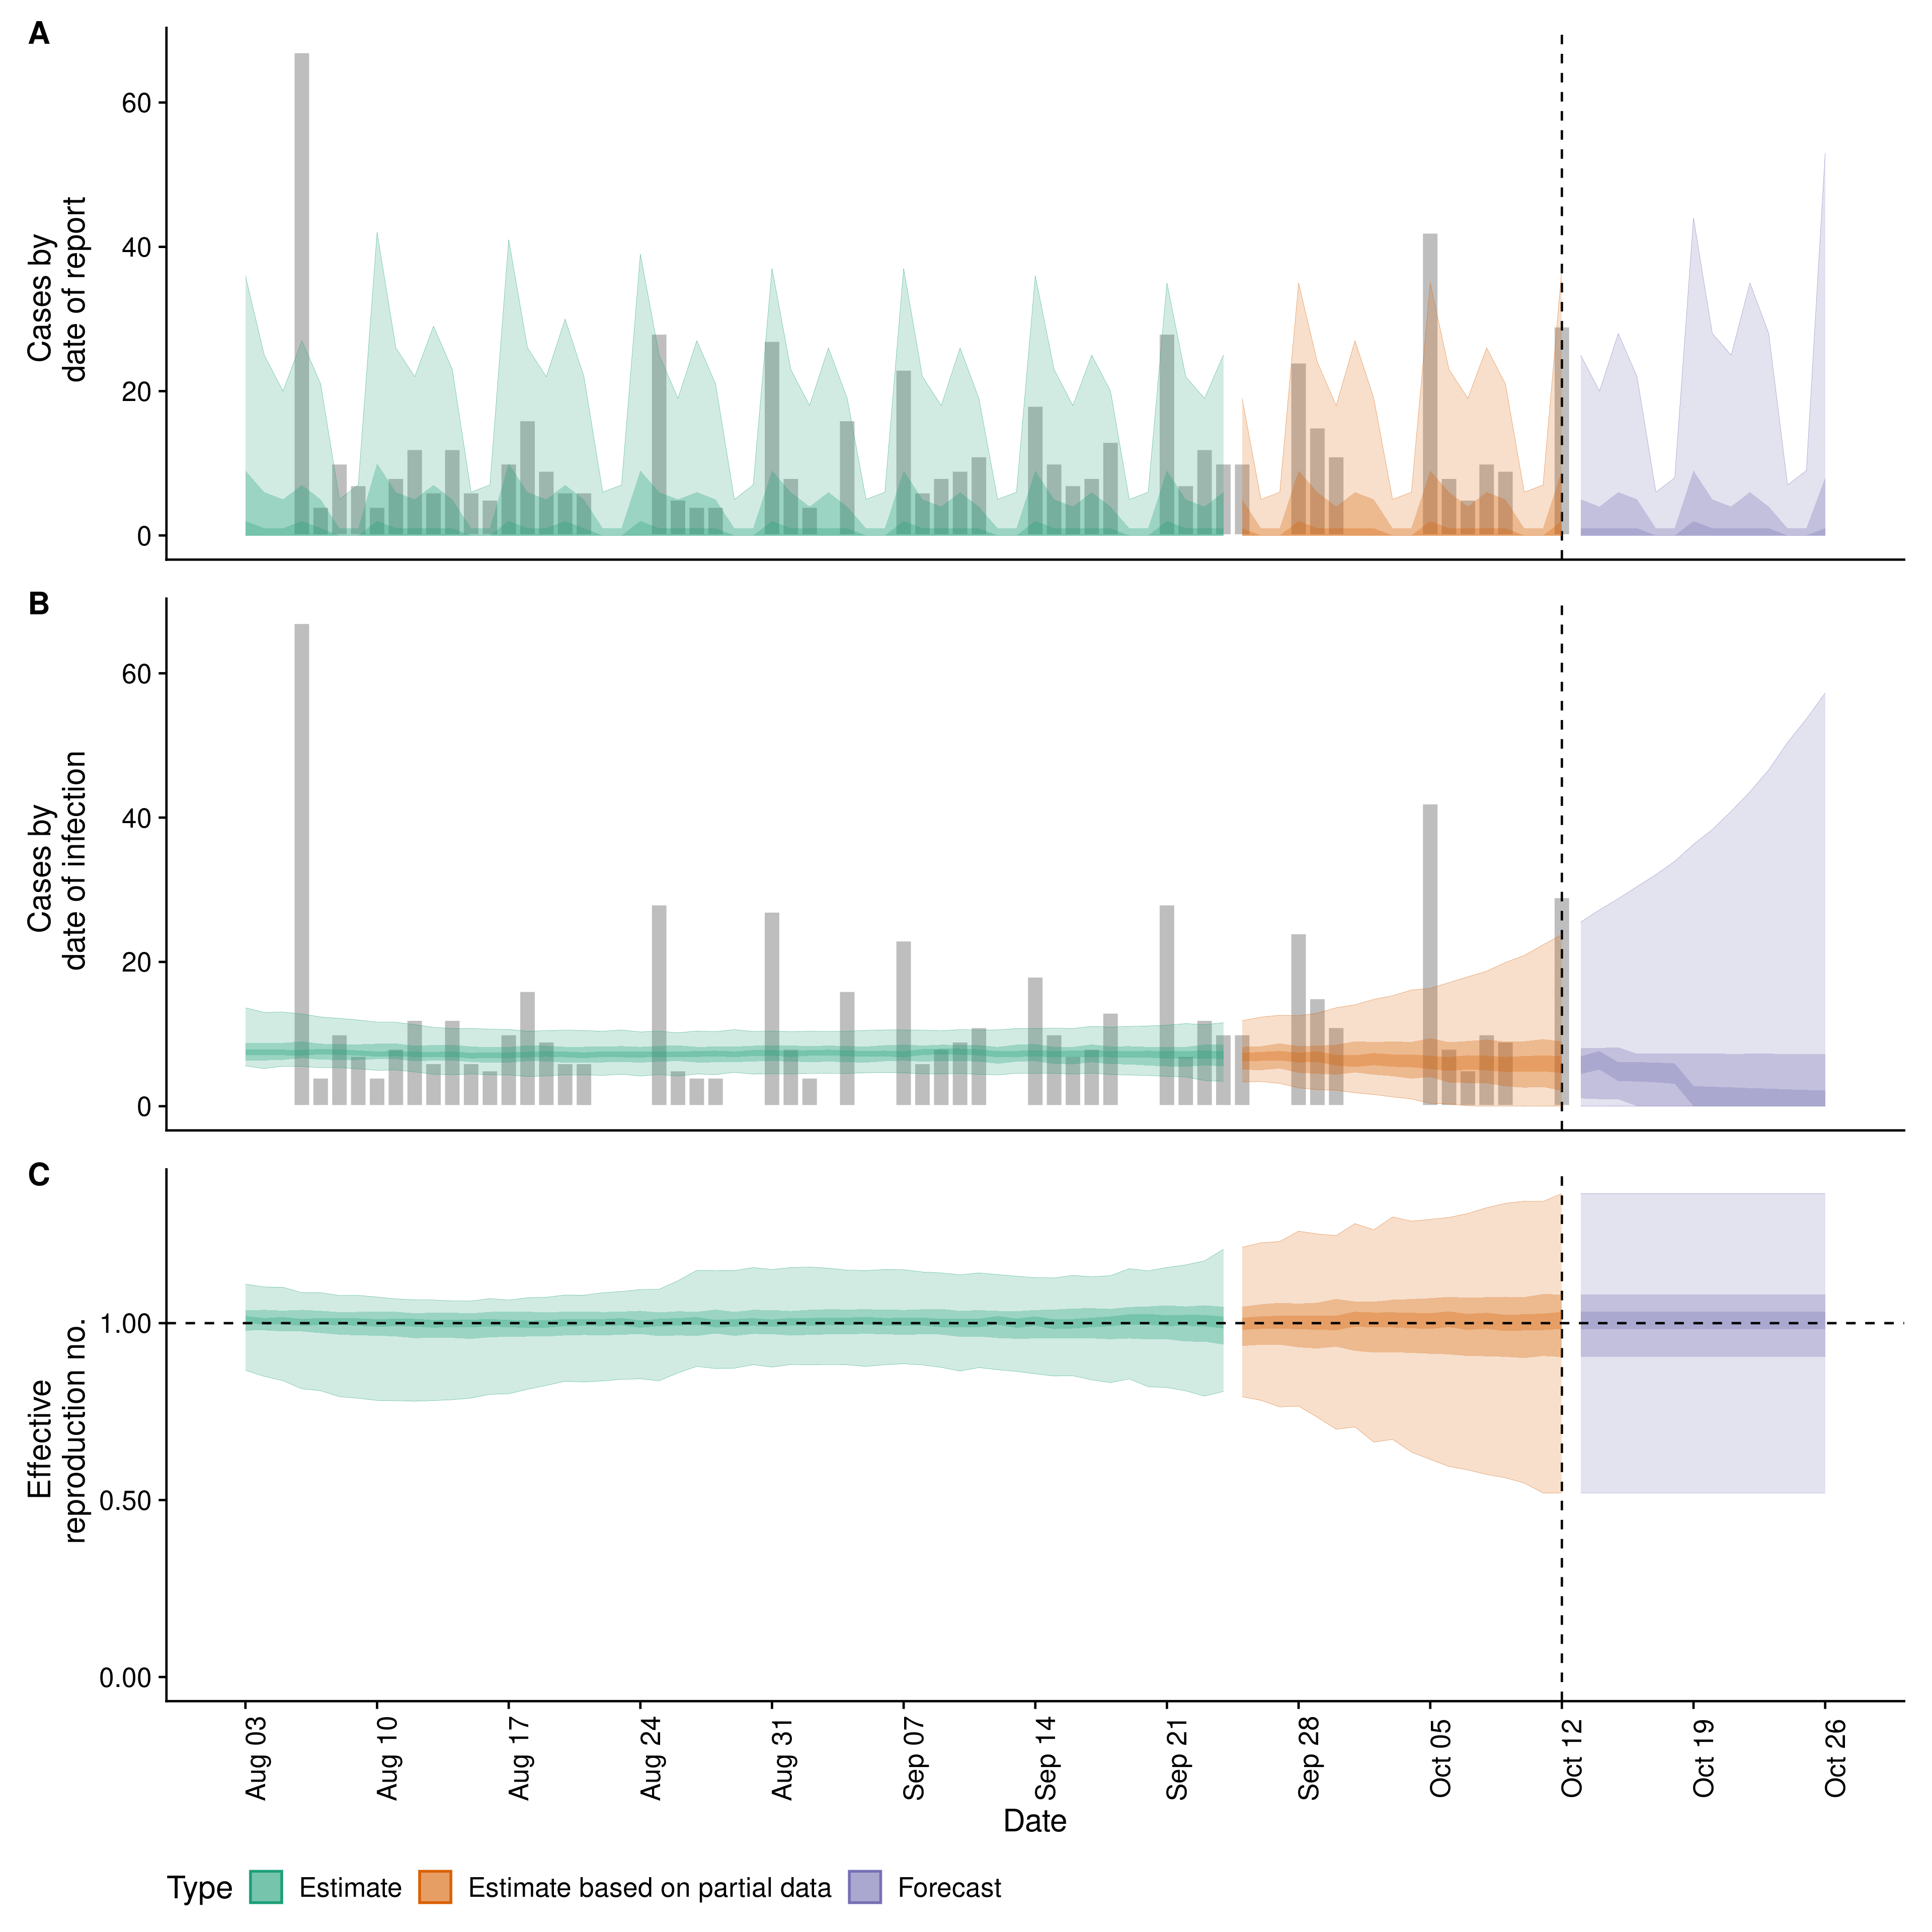 A
Cases by
date of report
60
40
20
0
B
Cases by
date of infection
60
40
20
0
C
Effective
reproduction no.
1.00
0.50
0.00
Aug 03
Aug 10
Aug 17
Aug 24
Aug 31
Sep 07
Sep 14
Sep 21
Sep 28
Oct 05
Oct 12
Oct 19
Oct 26
Date
Type Estimate Estimate based on partial data Forecast